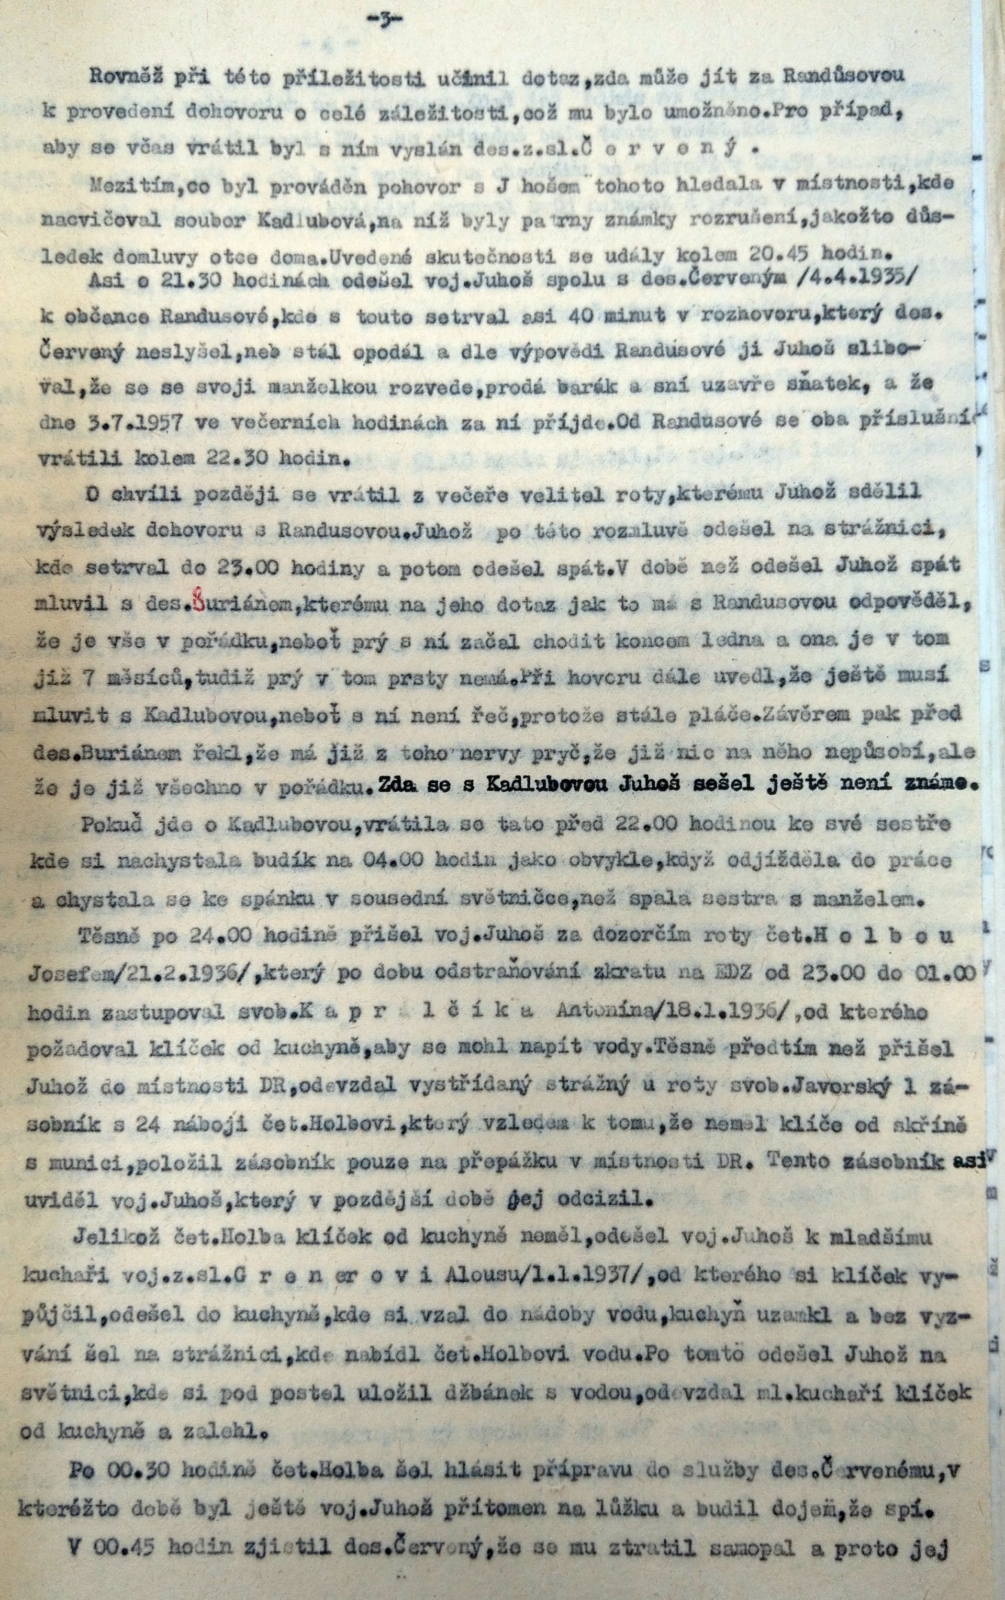 -3-
Rovněž při této příležitosti učinil dotaz,zda může jít za Randůsovou
k provedení dohovoru o celé záležitosti,což mu bylo umožněno.Pro případ,
aby se včas vrátil byl s ním vyslán des.z.sl.Č e r v e n ý .
Mezitím,co byl prováděn pohovor s J hošem tohoto hledala v místnosti,kde
nacvičoval soubor Kadlubová,na níž byly patrny známky rozrušení,jakožto důs-
ledek domluvy otce doma.Uvedené skutečnosti se udály kolem 20.45 hodin.
Asi o 21.30 hodinách odešel voj.Juhoš spolu s des.Červeným /4.4.1935/
k občance Randusové,kde s touto setrval asi 40 minut v rozhovoru,který des.
Červený neslyšel,neb stál opodál a dle výpovědi Randusové ji Juhoš slibo-
val,že se se svoji manželkou rozvede,prodá barák a sní uzavře sňatek, a že
dne 3.7.1957 ve večerních hodinách za ní příjde.Od Randusové se oba příslušní
vrátili kolem 22.30 hodin.
O chvíli později se vrátil z večeře velitel roty,kterému Juhož sdělil
výsledek dohovoru s Randusovou.Juhož po této rozmluvě odešel na strážnici,
kde setrval do 23.00 hodiny a potom odešel spát.V době než odešel Juhož spát
mluvil s des.Buriánem,kterému na jeho dotaz jak to má s Randusovou odpověděl,
že je vše v pořádku,neboť prý s ní začal chodit koncem ledna a ona je v tom
již 7 měsíců,tudiž prý v tom prsty nemá.Při hovoru dále uvedl,že ještě musí
mluvit s Kadlubovou,neboť s ní není řeč,protože stále pláče.Závěrem pak před
des.Buriánem řekl,že má již z toho nervy pryč,že již nic na něho nepůsobí,ale
že je již všechno v pořádku.Zda se s Kadlubovou Juhoš sešel ještě není známo.
Pokuď jde o Kadlubovou,vrátila se tato před 22.00 hodinou ke své sestře
kde si nachystala budík na 04.00 hodin jako obvykle,když odjížděla do práce
a chystala se ke spánku v sousední světničce,než spala sestra s manželem.
Těsně po 24.00 hodině přišel voj.Juhoš za dozorčím roty čet.H o l b o u
Josefem/21.2.1936/,který po dobu odstraňování zkratu na EDZ od 23.00 do 01.00
hodin zastupoval svob.K a p r á l č í k a Antonína/18.1.1936/,od kterého
požadoval klíček od kuchyně,aby se mohl napít vody.Těsně předtím než přišel
Juhož do místnosti DR,odevzdal vystřídaný strážný u roty svob.Javorský 1 zá-
sobník s 24 náboji čet.Holbovi,který vzledem k tomu,že neměl klíče od skříně
s munici,položil zásobník pouze na přepážku v místnosti DR. Tento zásobník asi
uviděl voj.Juhoš,který v pozdější době jej odcizil.
Jelikož čet.Holba klíček od kuchyně neměl,odešel voj.Juhoš k mladšímu
kuchaři voj.z.sl.G r e n e r o v i Alousu/1.1.1937/,od kterého si klíček vy-
půjčil,odešel do kuchyně,kde si vzal do nádoby vodu,kuchyň uzamkl a bez vyz-
vání šel na strážnici,kde nabídl čet.Holbovi vodu.Po tomto odešel Juhož na
světnici,kde si pod postel uložil džbánek s vodou,odevzdal ml.kuchaří klíček
od kuchyně a zalehl.
Po 00.30 hodině čet.Holba šel hlásit přípravu do služby des.Červenému,v
kterěžto době byl ještě voj.Juhoš přítomen na lůžku a budil dojem,že spí.
V 00.45 hodin zjistil des.Červený,že se mu ztratil samopal a proto jej